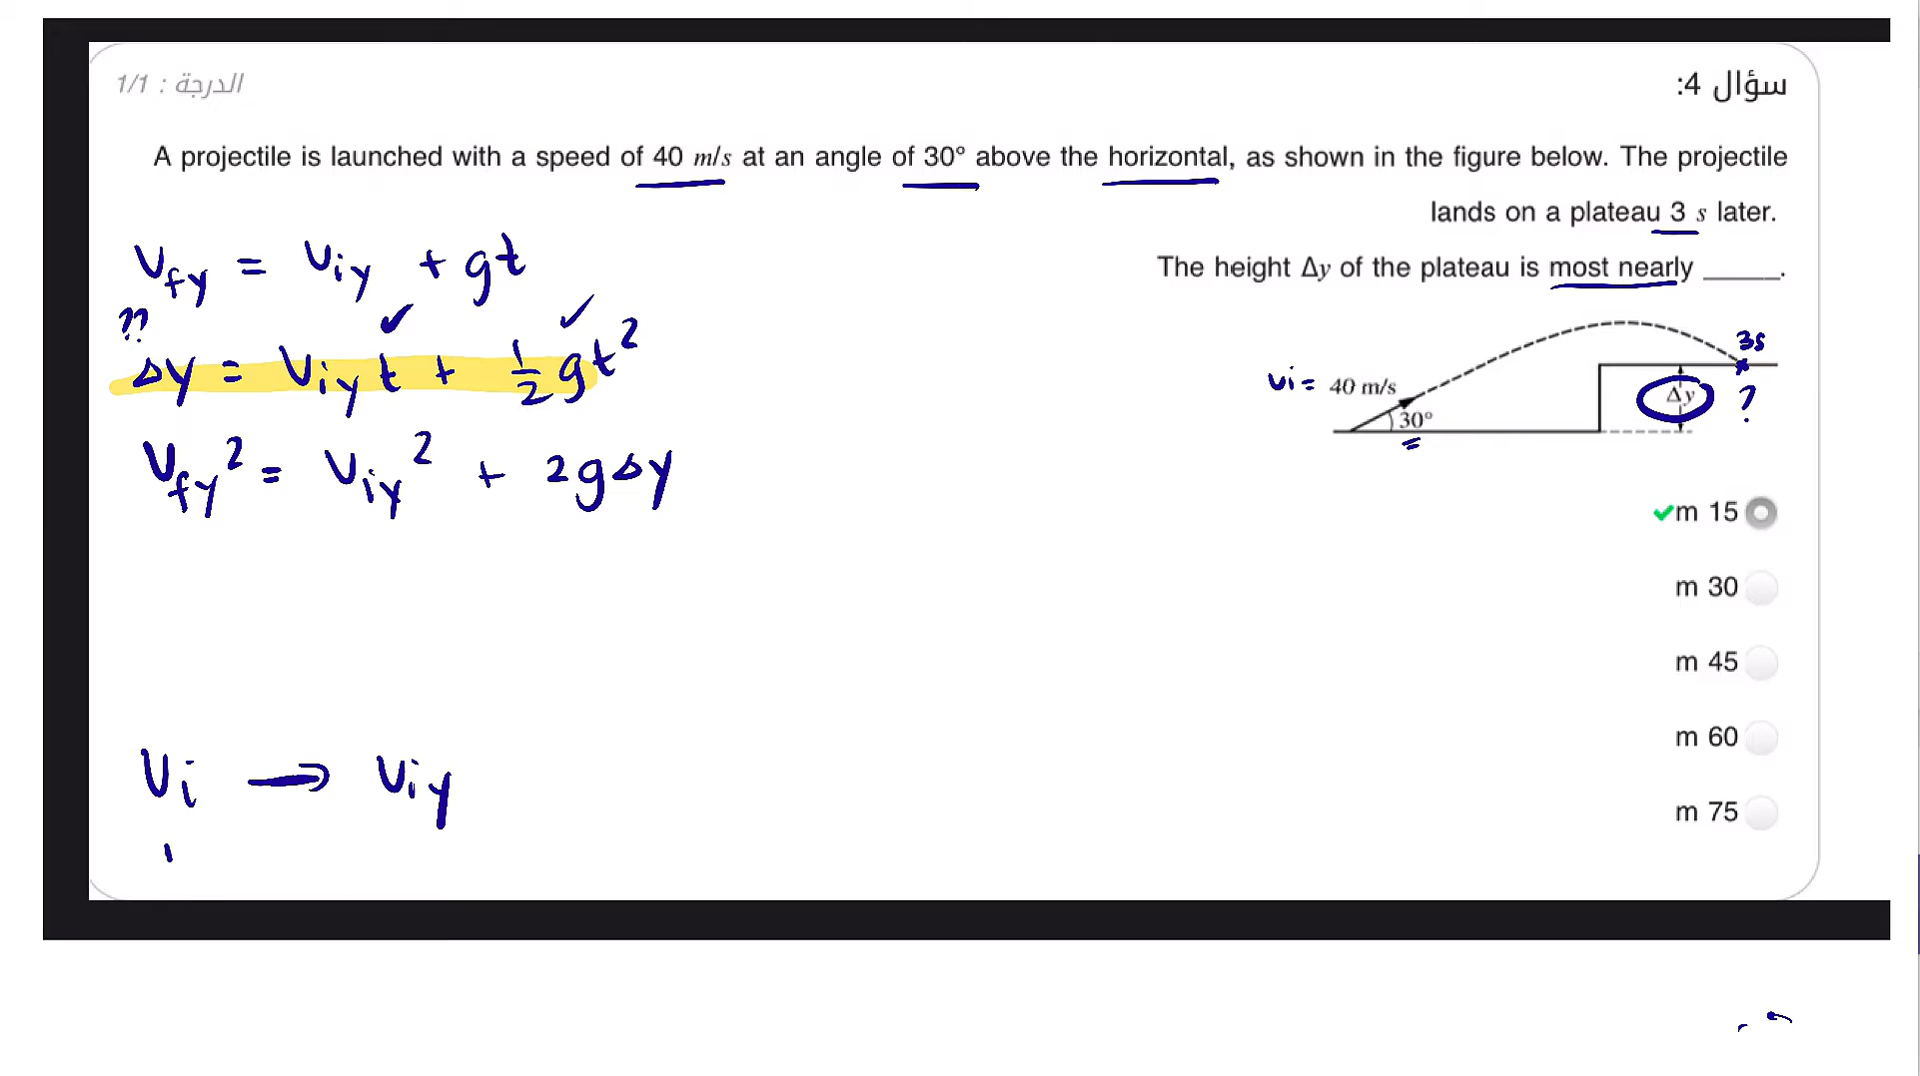 سؤال 4:
الدرجة : 1/1
A projectile is launched with a speed of 40 m/s at an angle of 30° above the horizontal, as shown in the figure below. The projectile
lands on a plateau 3 s later.
The height Δy of the plateau is most nearly _____.
Vfy = Viy + gt
??
Δy = Viy t + 1/2 gt²
Vfy² = Viy² + 2gΔy
Vi → Viy
3s
vi = 40 m/s
30°
Δy ?
m 15
m 30
m 45
m 60
m 75